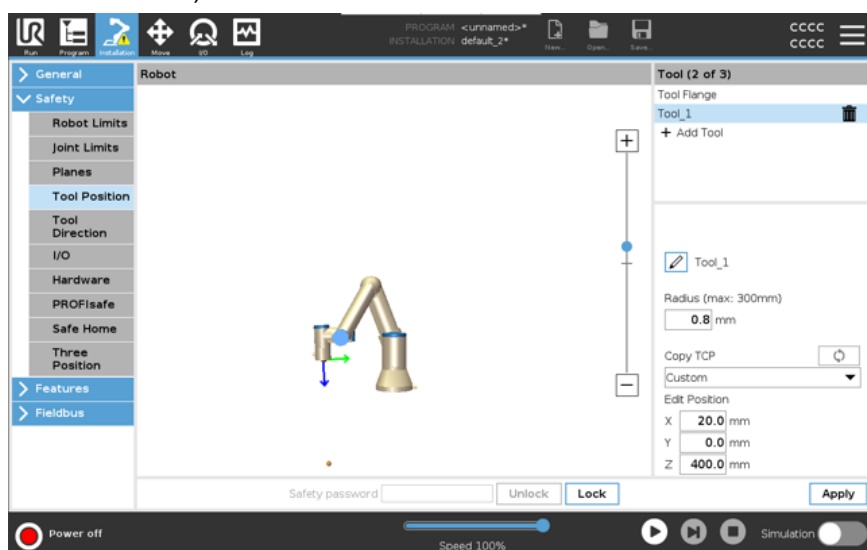 PROGRAM <unnamed>*
INSTALLATION default_2*
Run
Program
Installation
Move
I/O
Log
New...
Open...
Save...
cccc
cccc
General
Safety
Robot Limits
Joint Limits
Planes
Tool Position
Tool
Direction
I/O
Hardware
PROFIsafe
Safe Home
Three
Position
Features
Fieldbus
Robot
Tool (2 of 3)
Tool Flange
Tool_1
+ Add Tool
Tool_1
Radius (max: 300mm)
0.8 mm
Copy TCP
Custom
Edit Position
X 20.0 mm
Y 0.0 mm
Z 400.0 mm
Safety password
Unlock
Lock
Apply
Power off
Speed 100%
Simulation